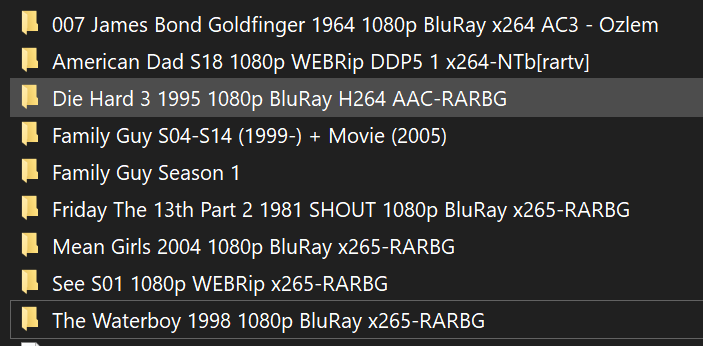 007 James Bond Goldfinger 1964 1080p BluRay x264 AC3 - Ozlem
American Dad S18 1080p WEBRip DDP5 1 x264-NTb[rartv]
Die Hard 3 1995 1080p BluRay H264 AAC-RARBG
Family Guy S04-S14 (1999-) + Movie (2005)
Family Guy Season 1
Friday The 13th Part 2 1981 SHOUT 1080p BluRay x265-RARBG
Mean Girls 2004 1080p BluRay x265-RARBG
See S01 1080p WEBRip x265-RARBG
The Waterboy 1998 1080p BluRay x265-RARBG